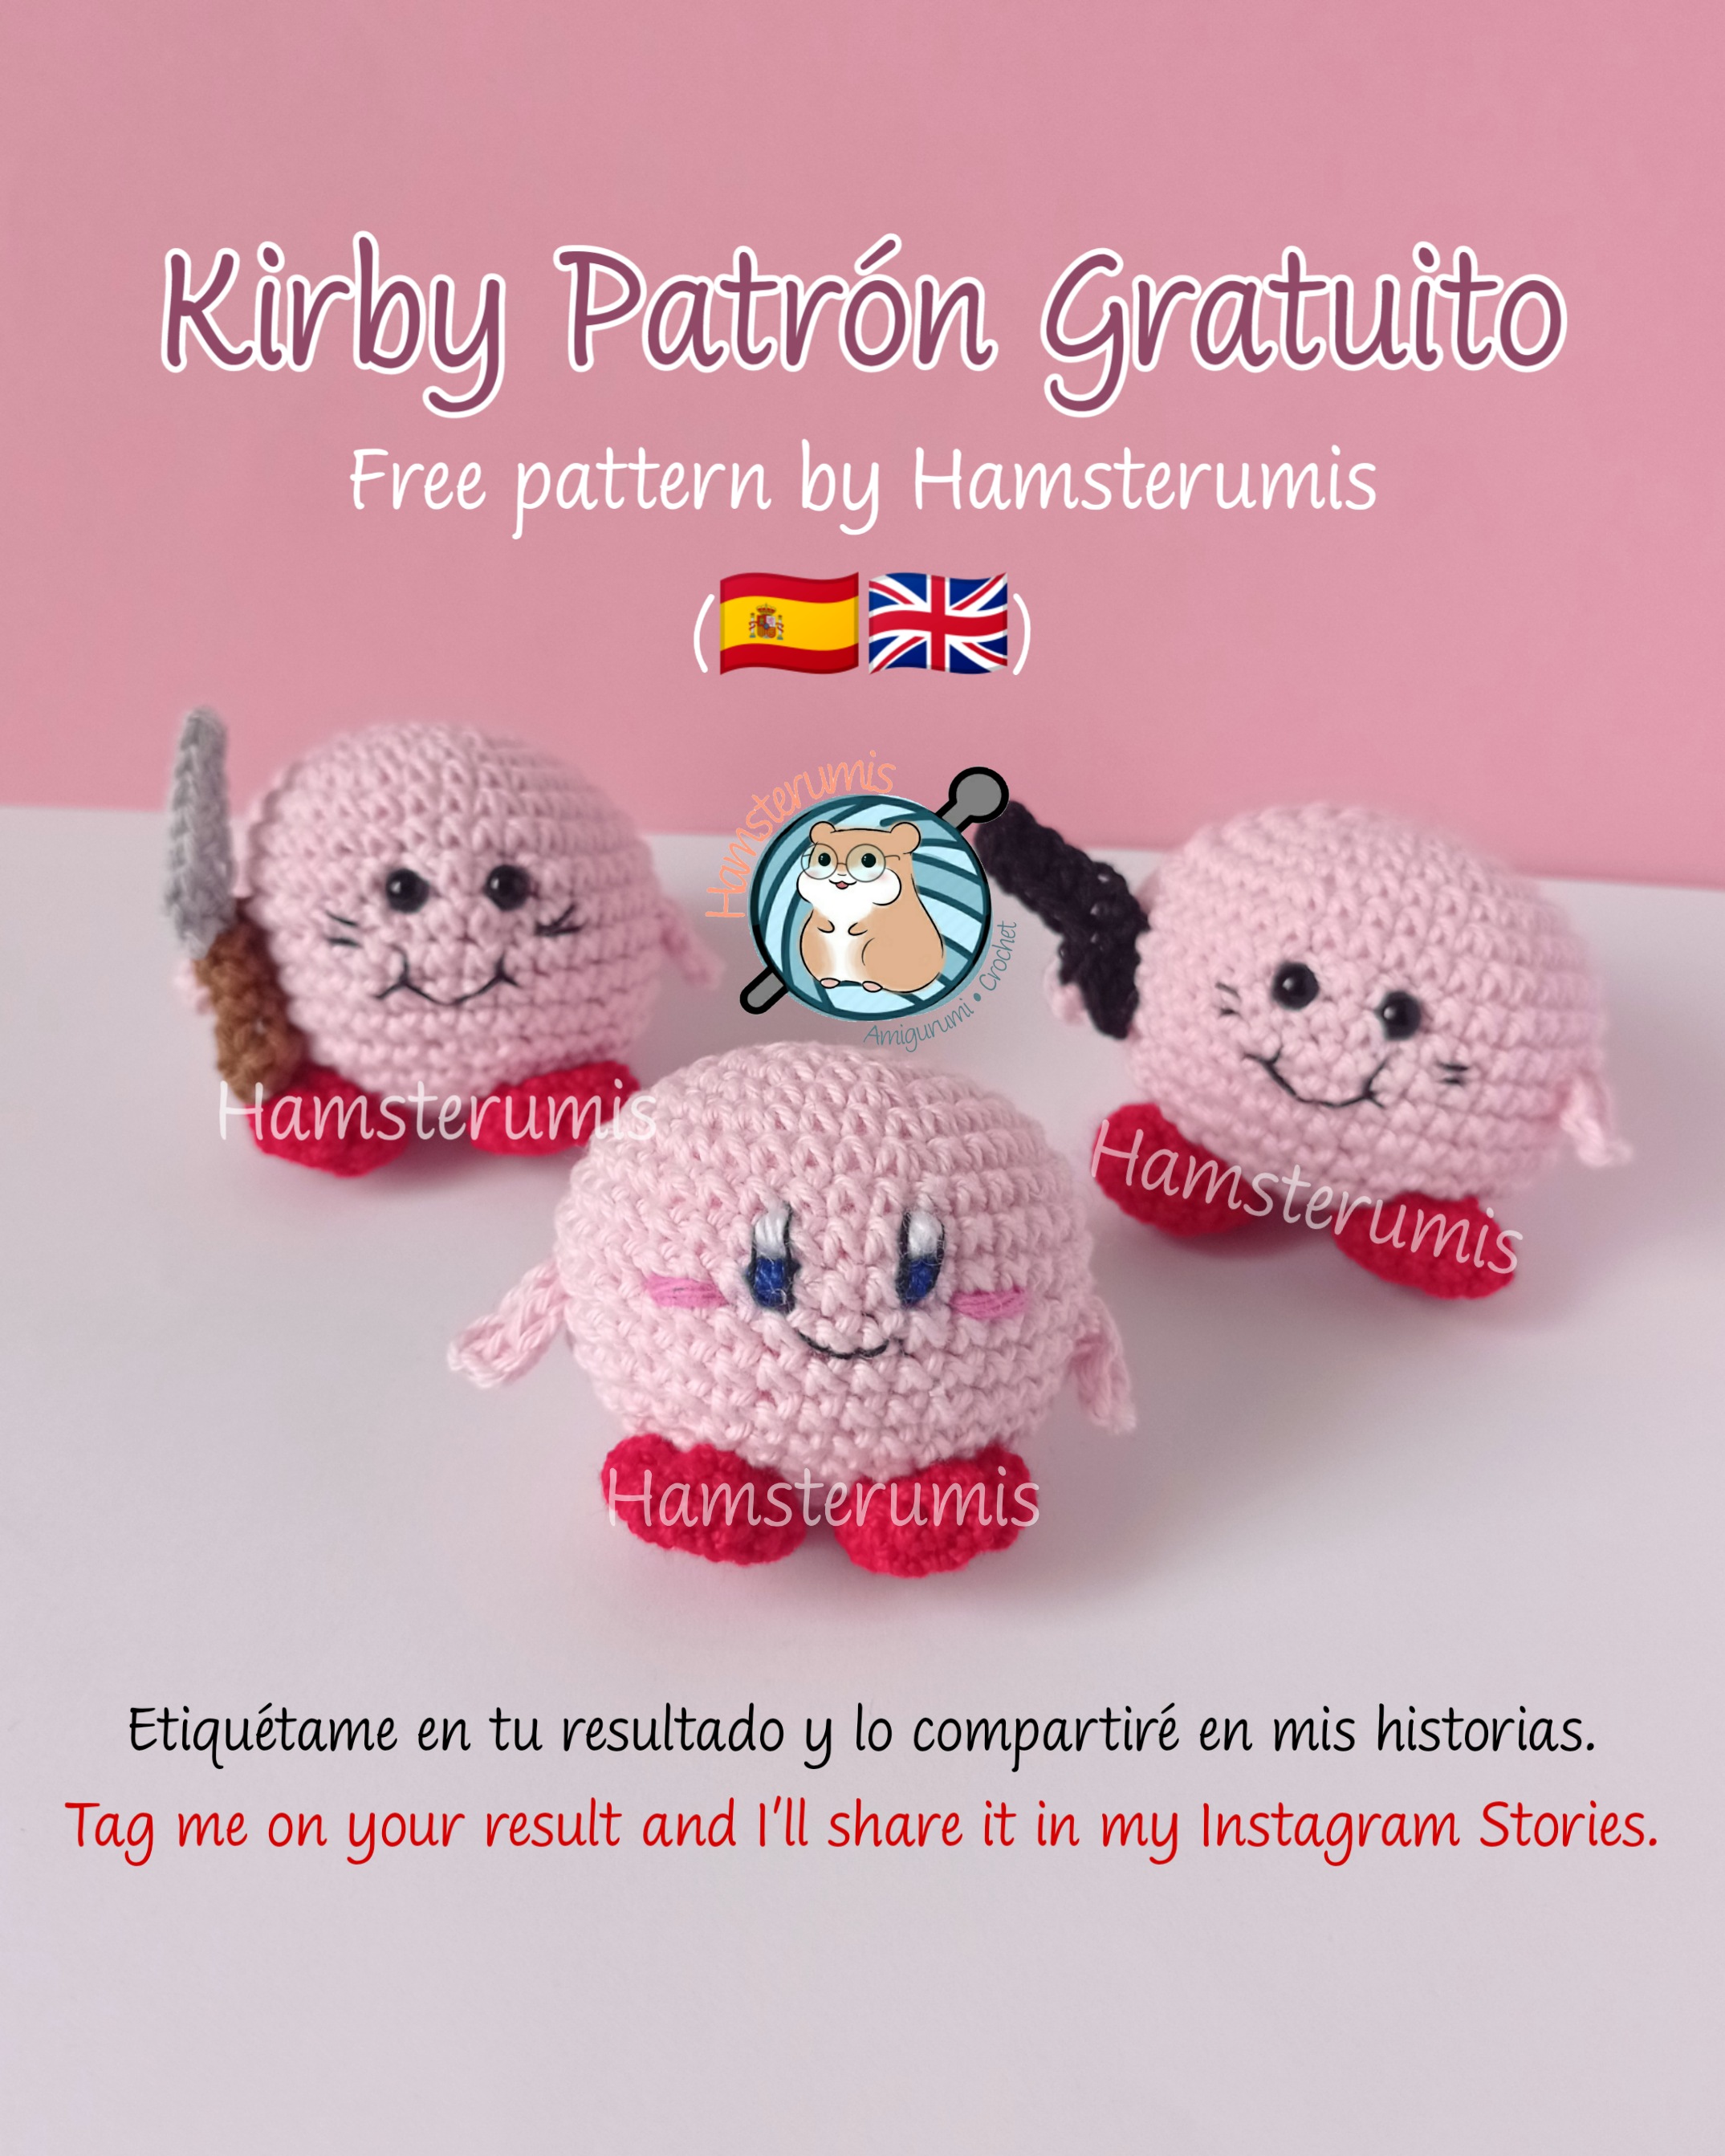 Kirby Patrón Gratuito
Free pattern by Hamsterumis
(🇪🇸🇬🇧)
Hamsterumis
Amigurumi • Crochet
Hamsterumis
Hamsterumis
Hamsterumis
Etiquétame en tu resultado y lo compartiré en mis historias.
Tag me on your result and I'll share it in my Instagram Stories.